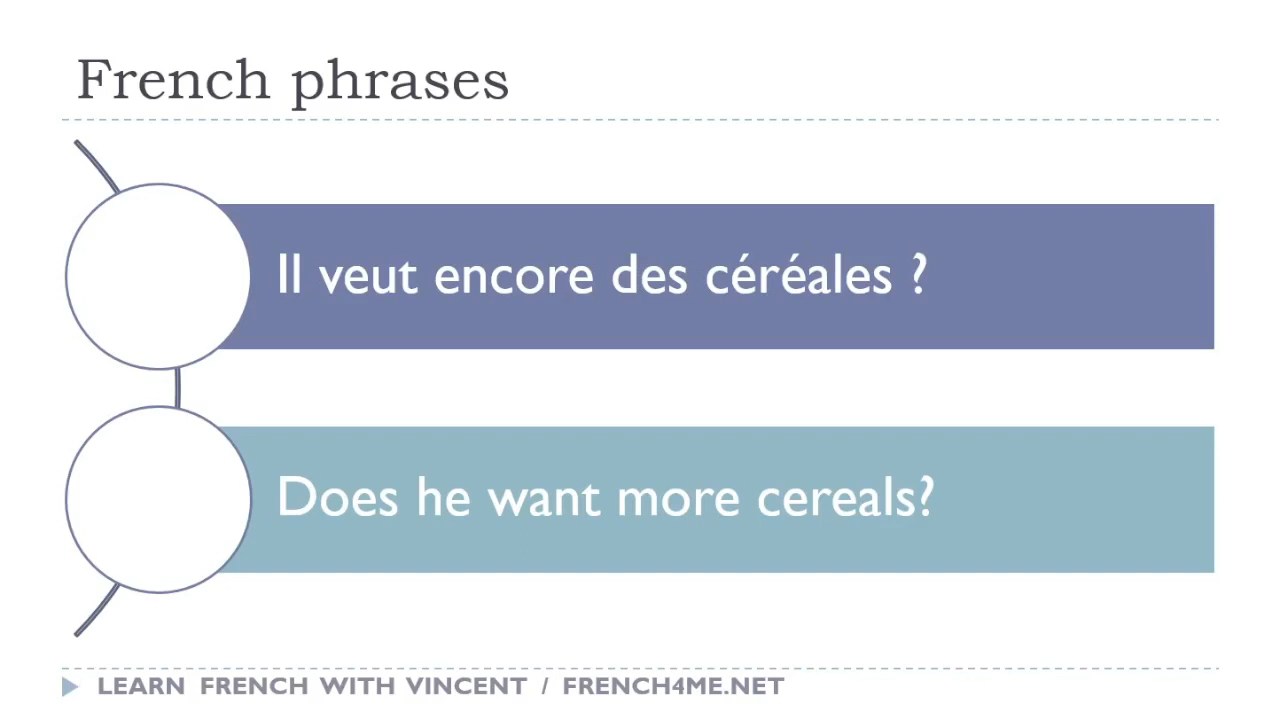 French phrases
Il veut encore des céréales ?
Does he want more cereals?
LEARN FRENCH WITH VINCENT / FRENCH4ME.NET